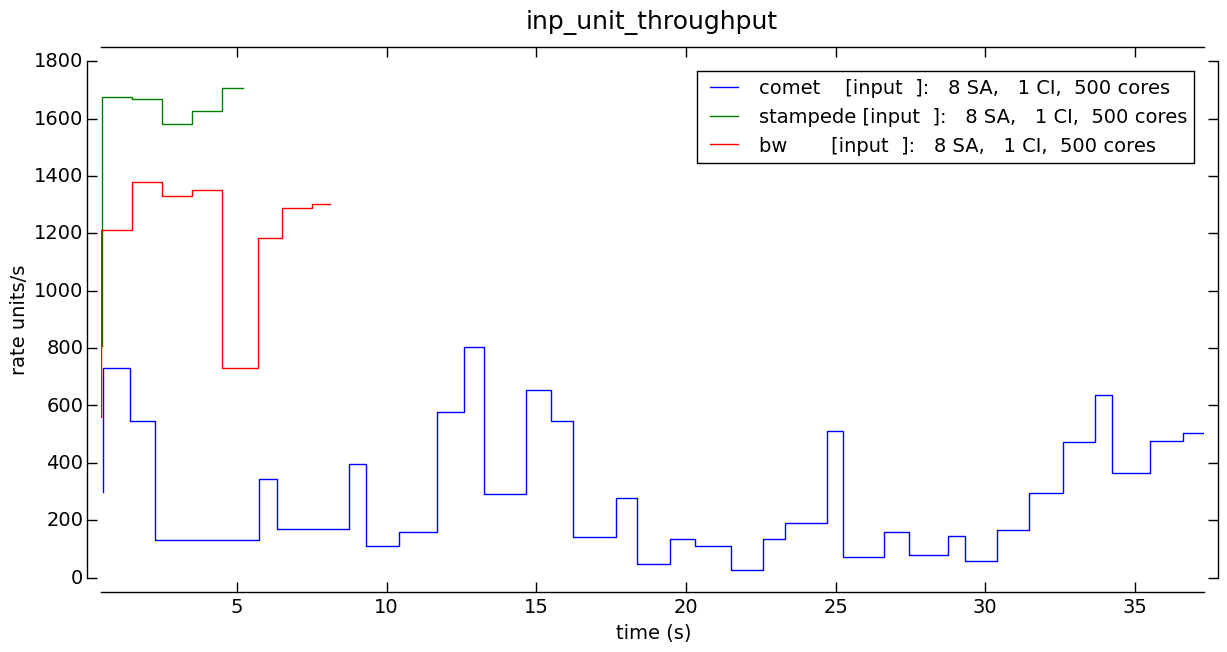 inp_unit_throughput
1800
1600
1400
1200
1000
800
600
400
200
0
rate units/s
comet    [input  ]:   8 SA,   1 CI,  500 cores
stampede [input  ]:   8 SA,   1 CI,  500 cores
bw       [input  ]:   8 SA,   1 CI,  500 cores
5 10 15 20 25 30 35
time (s)